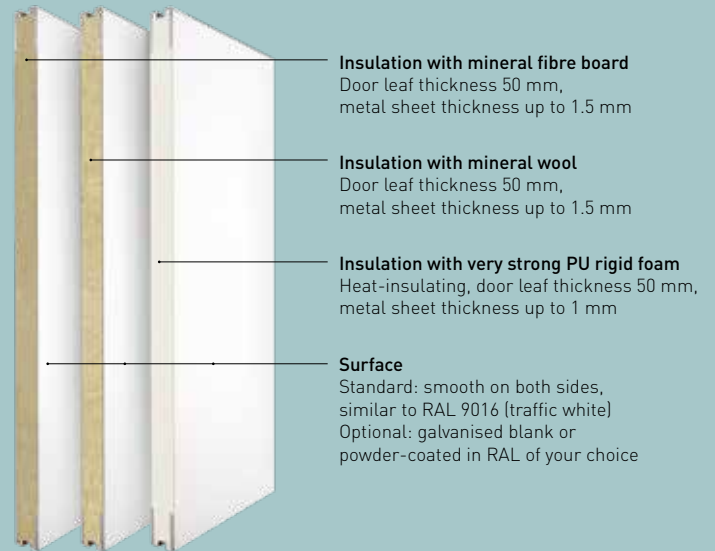 Insulation with mineral fibre board
Door leaf thickness 50 mm,
metal sheet thickness up to 1.5 mm
Insulation with mineral wool
Door leaf thickness 50 mm,
metal sheet thickness up to 1.5 mm
Insulation with very strong PU rigid foam
Heat-insulating, door leaf thickness 50 mm,
metal sheet thickness up to 1 mm
Surface
Standard: smooth on both sides,
similar to RAL 9016 (traffic white)
Optional: galvanised blank or
powder-coated in RAL of your choice